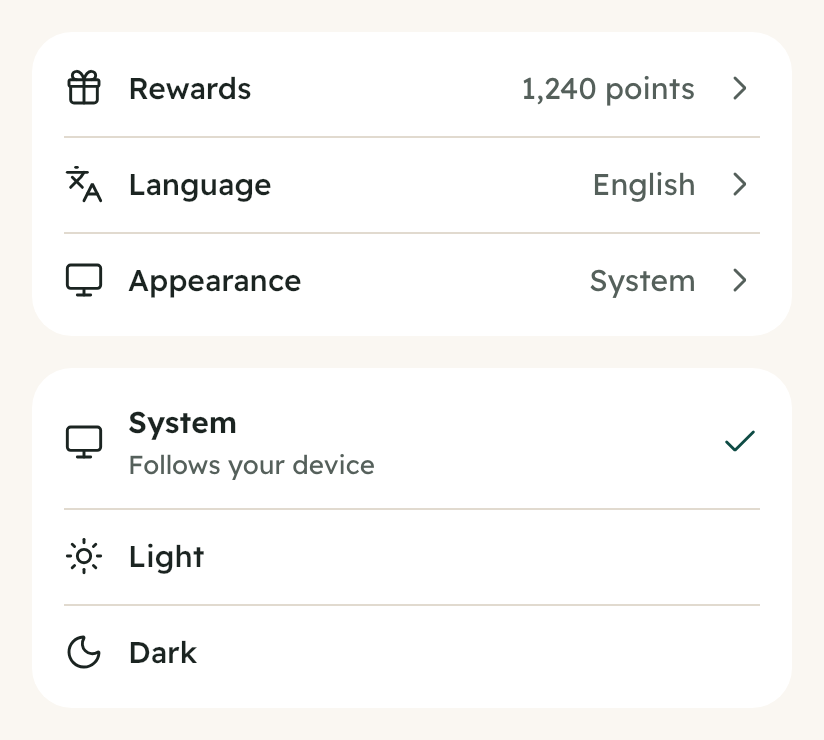 Rewards 1,240 points
Language English
Appearance System
System
Follows your device
Light
Dark